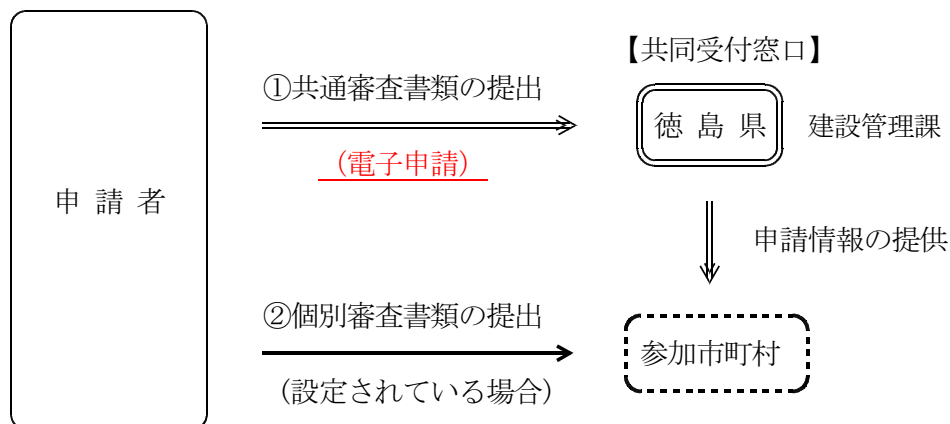 【共同受付窓口】
①共通審査書類の提出
徳 島 県 建設管理課
(電子申請)
申 請 者
申請情報の提供
②個別審査書類の提出
参加市町村
(設定されている場合)